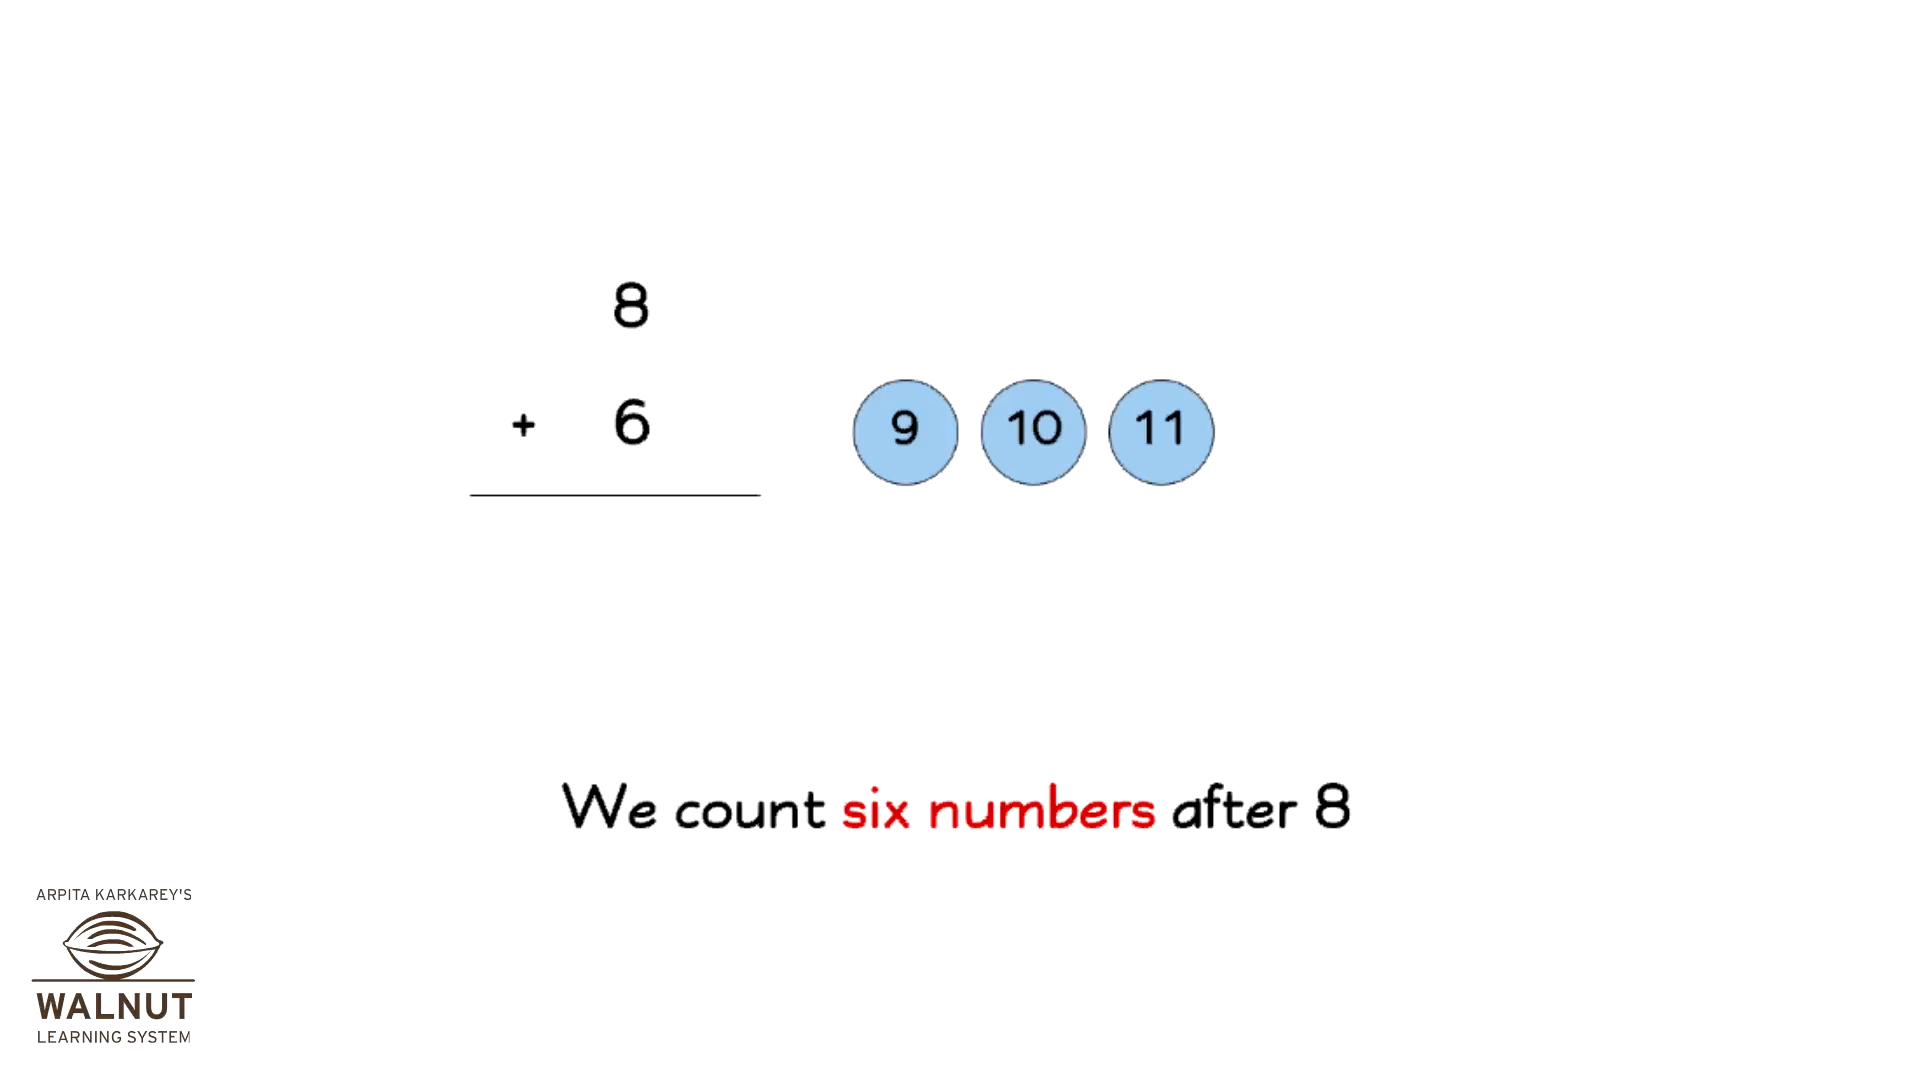 8
+ 6
9 10 11
We count six numbers after 8
ARPITA KARKAREY'S
WALNUT
LEARNING SYSTEM